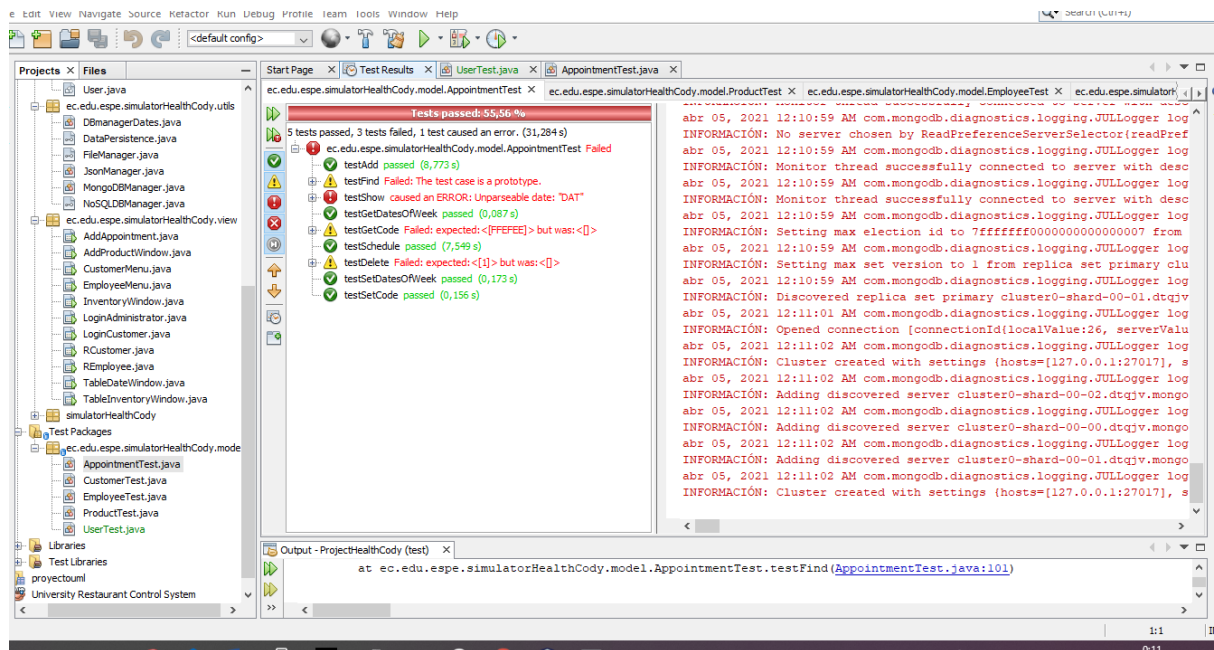 e Edit View Navigate Source Refactor Run Debug Profile Team Tools Window Help
Search (Ctrl+I)
<default config>
Projects
Files
Start Page
Test Results
UserTest.java
AppointmentTest.java
User.java
ec.edu.espe.simulatorHealthCody.utils
DBmanagerDates.java
DataPersistence.java
FileManager.java
JsonManager.java
MongoDBManager.java
NoSQLDBManager.java
ec.edu.espe.simulatorHealthCody.view
AddAppointment.java
AddProductWindow.java
CustomerMenu.java
EmployeeMenu.java
InventoryWindow.java
LoginAdministrator.java
LoginCustomer.java
RCustomer.java
REmployee.java
TableDateWindow.java
TableInventoryWindow.java
simulatorHealthCody
Test Packages
ec.edu.espe.simulatorHealthCody.mode
AppointmentTest.java
CustomerTest.java
EmployeeTest.java
ProductTest.java
UserTest.java
Libraries
Test Libraries
proyectouml
University Restaurant Control System
ec.edu.espe.simulatorHealthCody.model.AppointmentTest
ec.edu.espe.simulatorHealthCody.model.ProductTest
ec.edu.espe.simulatorHealthCody.model.EmployeeTest
ec.edu.espe.simulatorH
Tests passed: 55,56 %
5 tests passed, 3 tests failed, 1 test caused an error. (31,284 s)
ec.edu.espe.simulatorHealthCody.model.AppointmentTest Failed
testAdd passed (8,773 s)
testFind Failed: The test case is a prototype.
testShow caused an ERROR: Unparseable date: "DAT"
testGetDatesOfWeek passed (0,087 s)
testGetCode Failed: expected:<[FFEFEE]> but was:<[]>
testSchedule passed (7,549 s)
testDelete Failed: expected:<[1]> but was:<[]>
testSetDatesOfWeek passed (0,173 s)
testSetCode passed (0,156 s)
INFORMACIÓN: Monitor thread successfully connected to server with desc
abr 05, 2021 12:10:59 AM com.mongodb.diagnostics.logging.JULLogger log
INFORMACIÓN: No server chosen by ReadPreferenceServerSelector{readPref
abr 05, 2021 12:10:59 AM com.mongodb.diagnostics.logging.JULLogger log
INFORMACIÓN: Monitor thread successfully connected to server with desc
abr 05, 2021 12:10:59 AM com.mongodb.diagnostics.logging.JULLogger log
INFORMACIÓN: Monitor thread successfully connected to server with desc
abr 05, 2021 12:10:59 AM com.mongodb.diagnostics.logging.JULLogger log
INFORMACIÓN: Setting max election id to 7fffffff0000000000000007 from
abr 05, 2021 12:10:59 AM com.mongodb.diagnostics.logging.JULLogger log
INFORMACIÓN: Setting max set version to 1 from replica set primary clu
abr 05, 2021 12:10:59 AM com.mongodb.diagnostics.logging.JULLogger log
INFORMACIÓN: Discovered replica set primary cluster0-shard-00-01.dtqjv
abr 05, 2021 12:11:01 AM com.mongodb.diagnostics.logging.JULLogger log
INFORMACIÓN: Opened connection [connectionId{localValue:26, serverValu
abr 05, 2021 12:11:02 AM com.mongodb.diagnostics.logging.JULLogger log
INFORMACIÓN: Cluster created with settings {hosts=[127.0.0.1:27017], s
abr 05, 2021 12:11:02 AM com.mongodb.diagnostics.logging.JULLogger log
INFORMACIÓN: Adding discovered server cluster0-shard-00-02.dtqjv.mongo
abr 05, 2021 12:11:02 AM com.mongodb.diagnostics.logging.JULLogger log
INFORMACIÓN: Adding discovered server cluster0-shard-00-00.dtqjv.mongo
abr 05, 2021 12:11:02 AM com.mongodb.diagnostics.logging.JULLogger log
INFORMACIÓN: Adding discovered server cluster0-shard-00-01.dtqjv.mongo
abr 05, 2021 12:11:02 AM com.mongodb.diagnostics.logging.JULLogger log
INFORMACIÓN: Cluster created with settings {hosts=[127.0.0.1:27017], s
Output - ProjectHealthCody (test)
at ec.edu.espe.simulatorHealthCody.model.AppointmentTest.testFind(AppointmentTest.java:101)
1:1
0:11